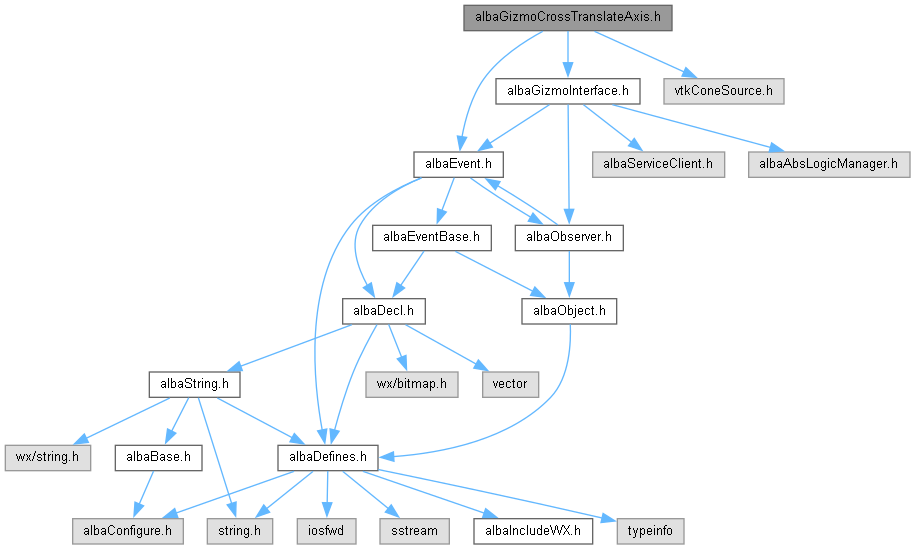 albaGizmoCrossTranslateAxis.h
albaGizmoInterface.h
vtkConeSource.h
albaEvent.h
albaServiceClient.h
albaAbsLogicManager.h
albaEventBase.h
albaObserver.h
albaDecl.h
albaObject.h
albaString.h
wx/bitmap.h
vector
wx/string.h
albaBase.h
albaDefines.h
albaConfigure.h
string.h
iosfwd
sstream
albaIncludeWX.h
typeinfo